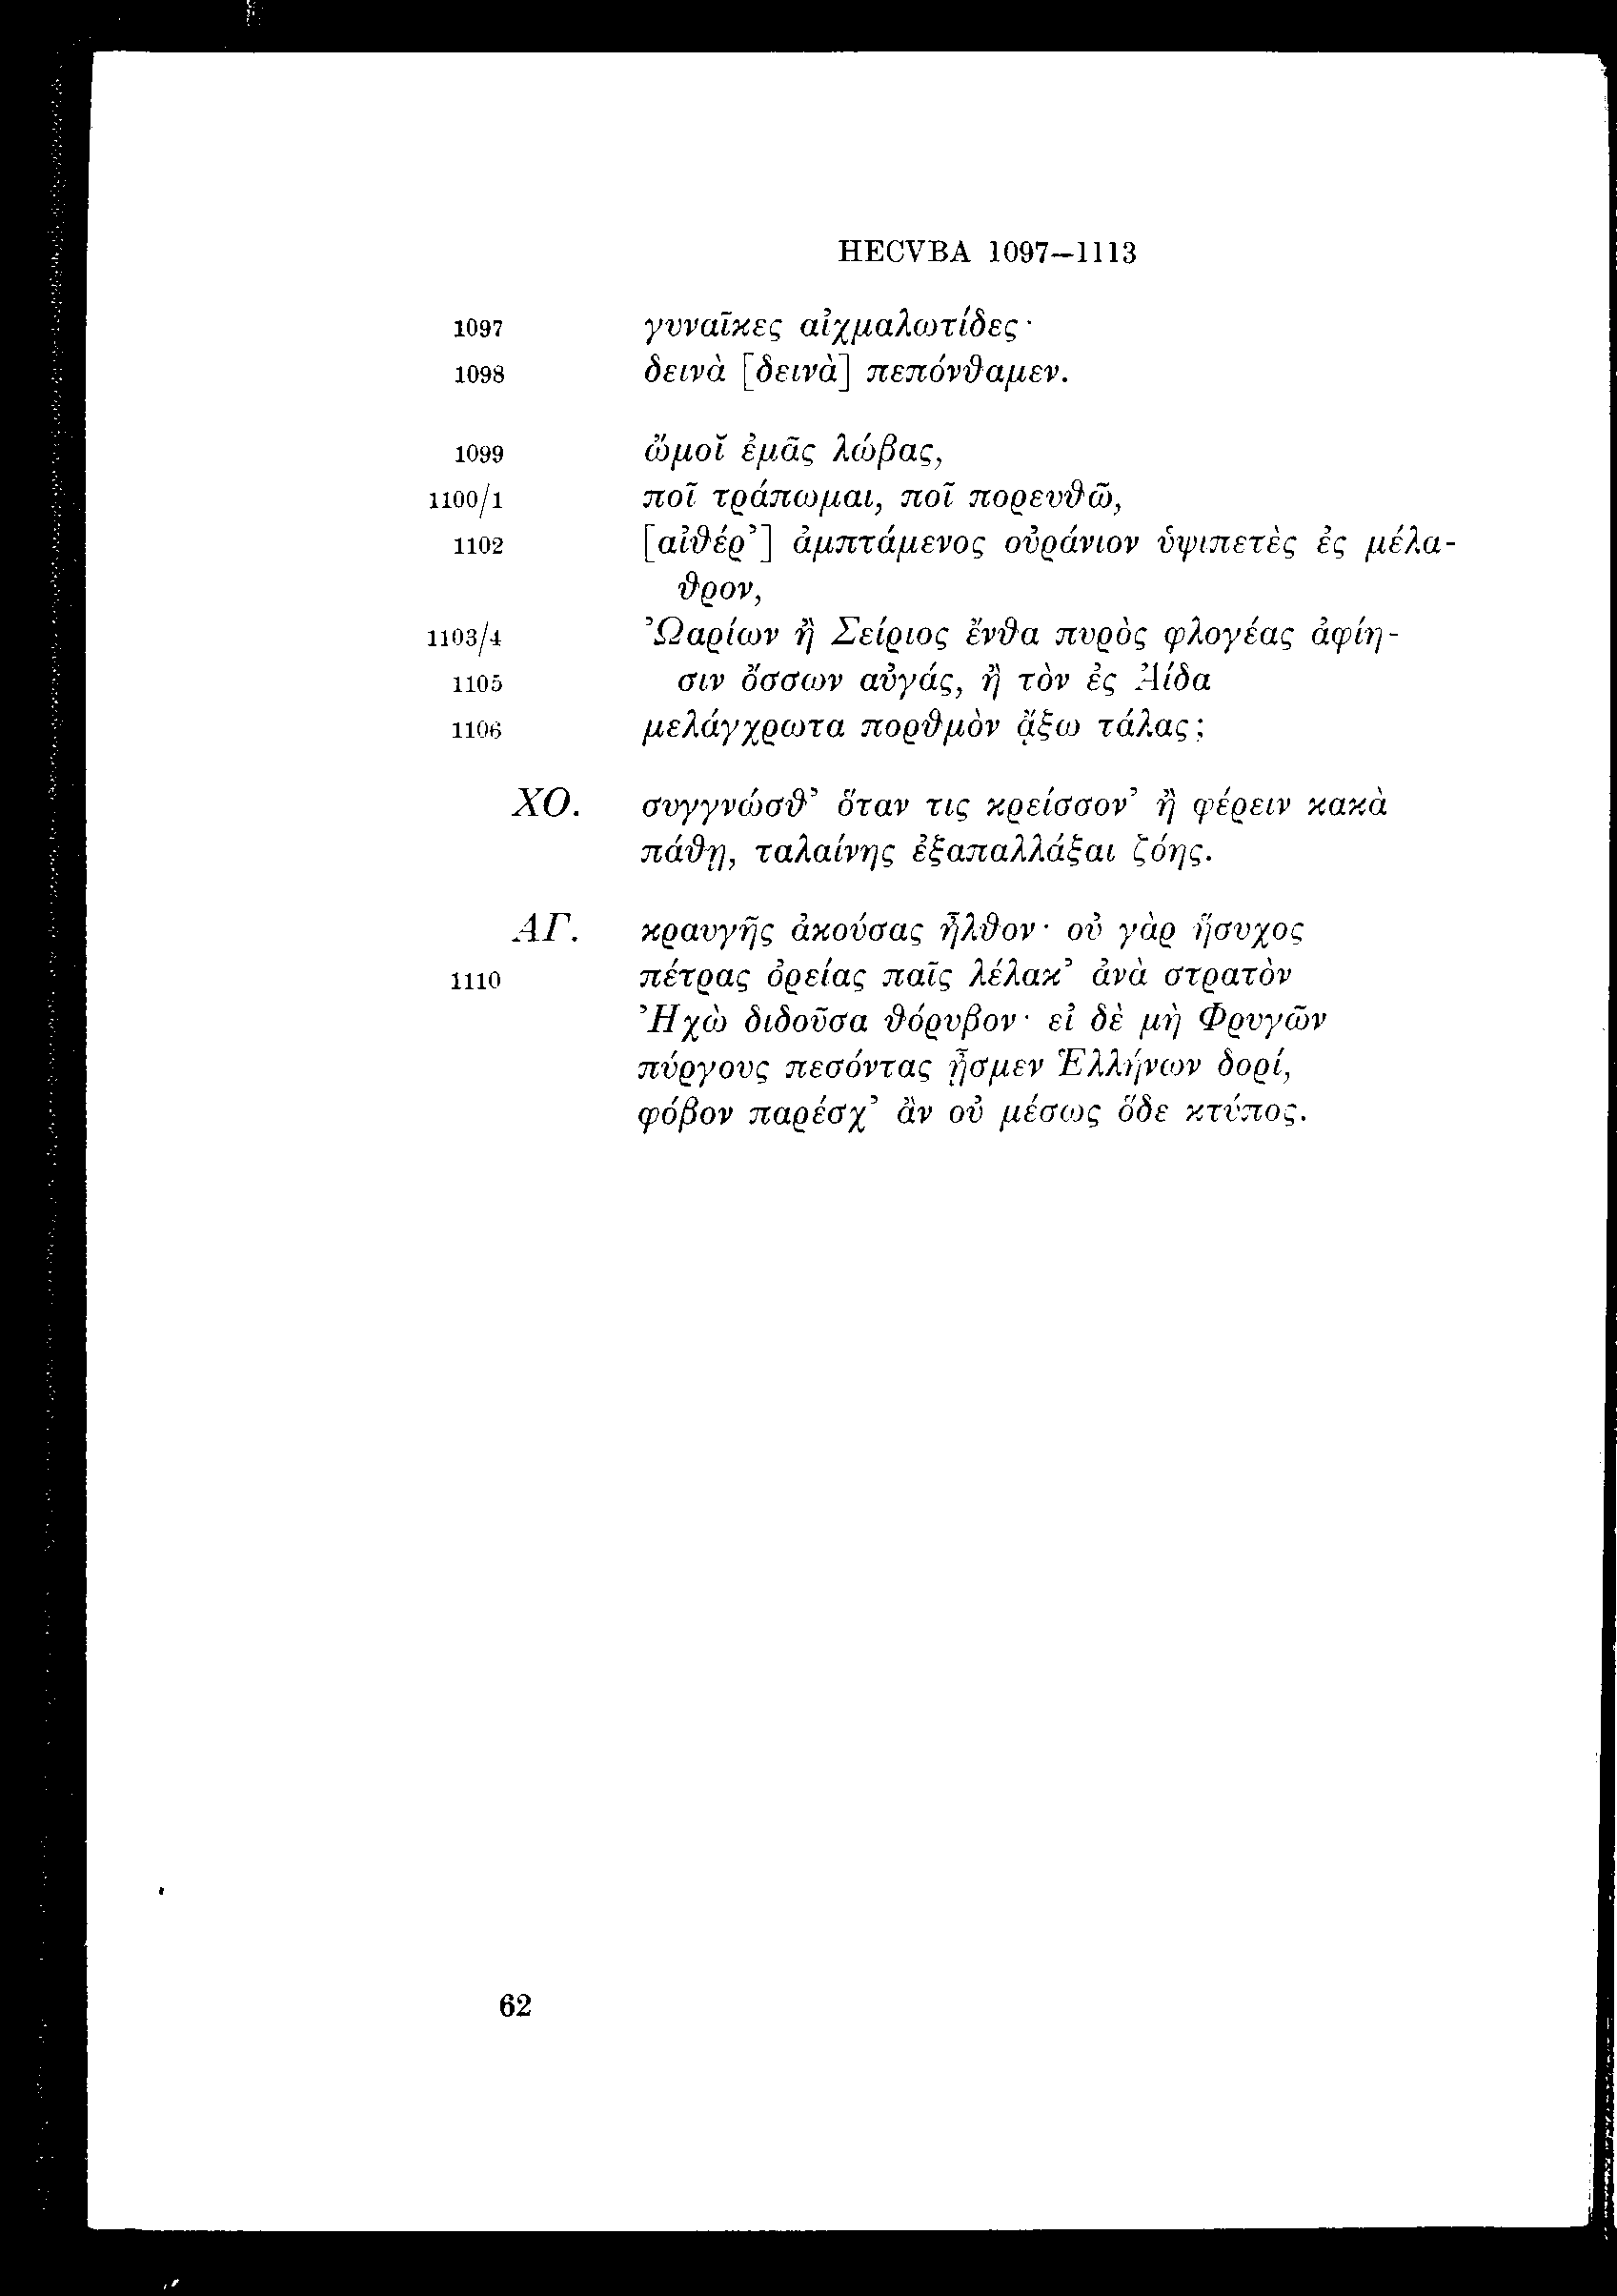 HECVBA 1097–1113
1097 γυναῖκες αἰχμαλωτίδες·
1098 δεινὰ [δεινὰ] πεπόνθαμεν.
1099 ὤμοῖ ἐμᾶς λώβας,
1100/1 ποῖ τράπωμαι, ποῖ πορευθῶ,
1102 [αἰθέρ’] ἀμπτάμενος οὐράνιον ὑψιπετὲς ἐς μέλα-
θρον,
1103/4 Ὠαρίων ἢ Σείριος ἔνθα πυρὸς φλογέας ἀφίη-
1105 σιν ὄσσων αὐγάς, ἢ τὸν ἐς Ἀίδα
1106 μελάγχρωτα πορθμὸν ᾄξω τάλας;
ΧΟ. συγγνώσθ’ ὅταν τις κρείσσον’ ἢ φέρειν κακὰ
πάθῃ, ταλαίνης ἐξαπαλλάξαι ζόης.
ΑΓ. κραυγῆς ἀκούσας ἦλθον· οὐ γὰρ ἥσυχος
1110 πέτρας ὀρείας παῖς λέλακ’ ἀνὰ στρατὸν
Ἠχὼ διδοῦσα θόρυβον· εἰ δὲ μὴ Φρυγῶν
πύργους πεσόντας ᾖσμεν Ἑλλήνων δορί,
φόβον παρέσχ’ ἂν οὐ μέσως ὅδε κτύπος.
62